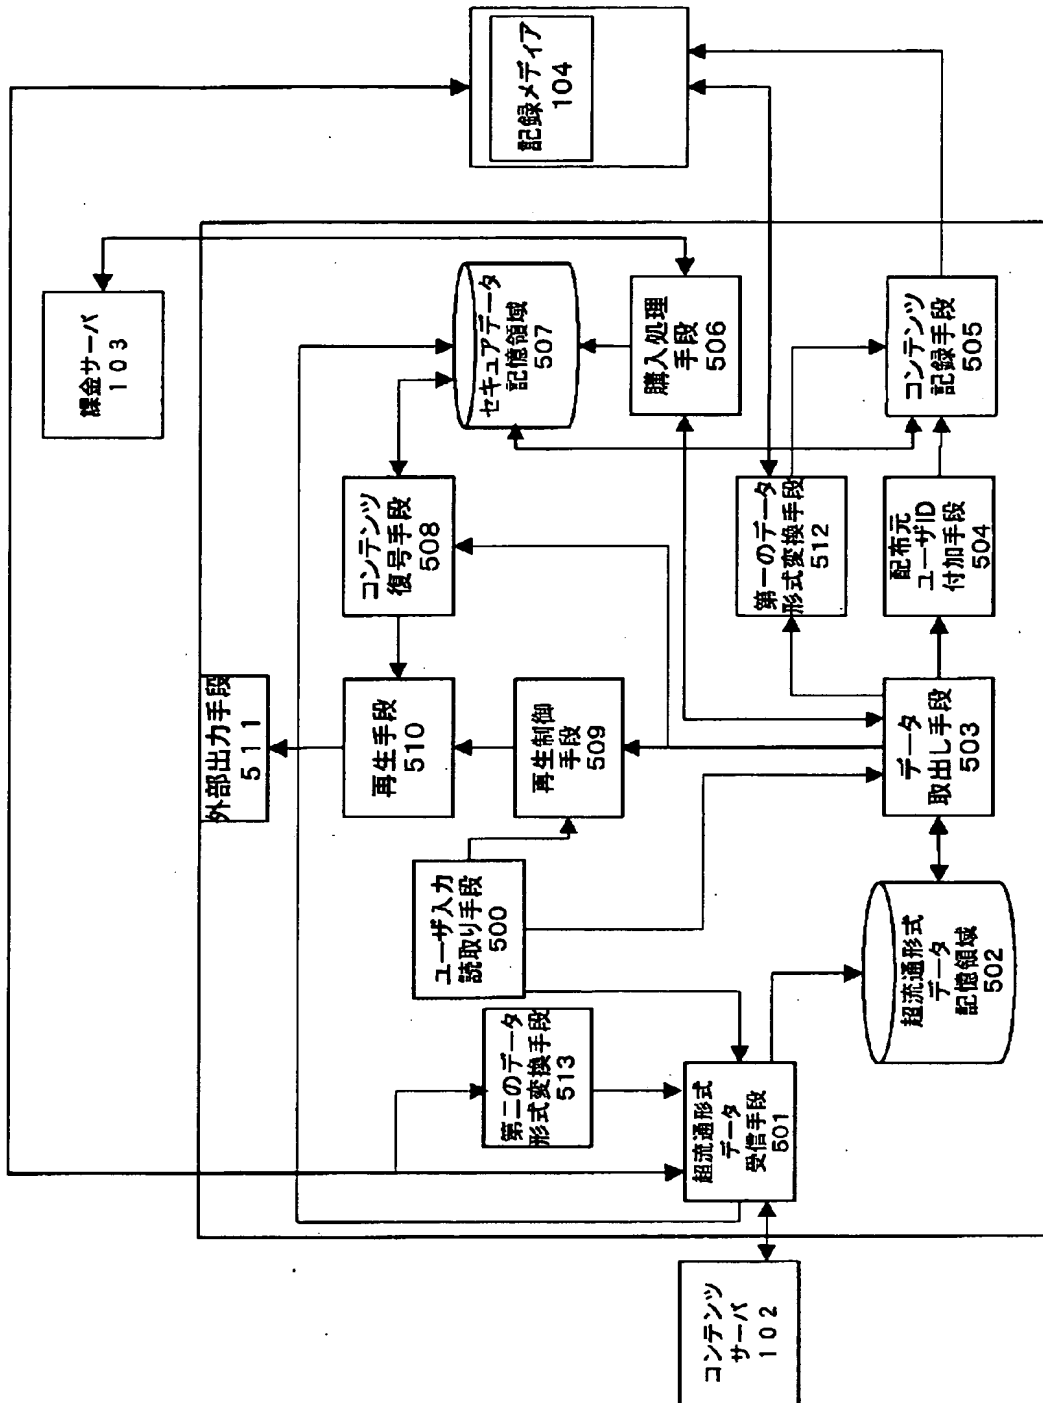 コンテンツ
サーバ
102
超流通形式
データ
受信手段
501
超流通形式
データ
記憶領域
502
第二のデータ
形式変換手段
513
ユーザ入力
読取り手段
500
データ
取出し手段
503
再生制御
手段
509
再生手段
510
外部出力手段
511
コンテンツ
復号手段
508
第一のデータ
形式変換手段
512
配布元
ユーザID
付加手段
504
セキュアデータ
記憶領域
507
購入処理
手段
506
コンテンツ
記録手段
505
課金サーバ
103
記録メディア
104